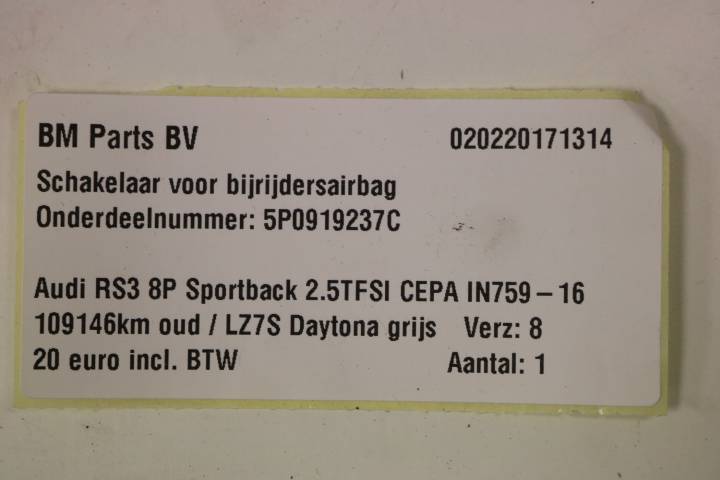 BM Parts BV 020220171314
Schakelaar voor bijrijdersairbag
Onderdeelnummer: 5P0919237C
Audi RS3 8P Sportback 2.5TFSI CEPA IN759-16
109146km oud / LZ7S Daytona grijs Verz: 8
20 euro incl. BTW Aantal: 1